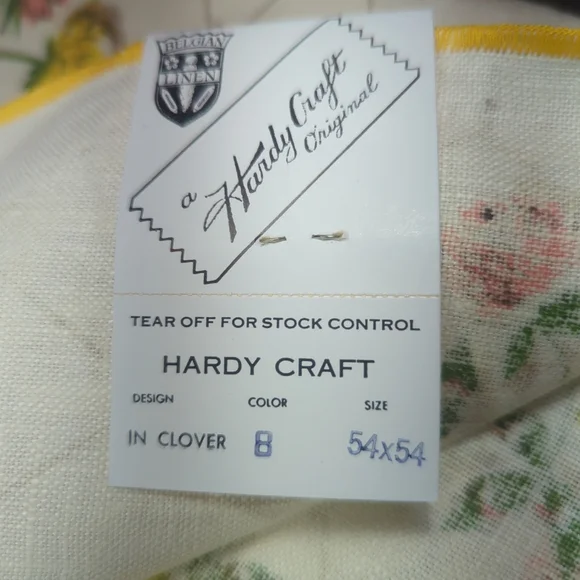 BELGIAN
LINEN
a Hardy Craft
Original
TEAR OFF FOR STOCK CONTROL
HARDY CRAFT
DESIGN COLOR SIZE
IN CLOVER 8 54x54